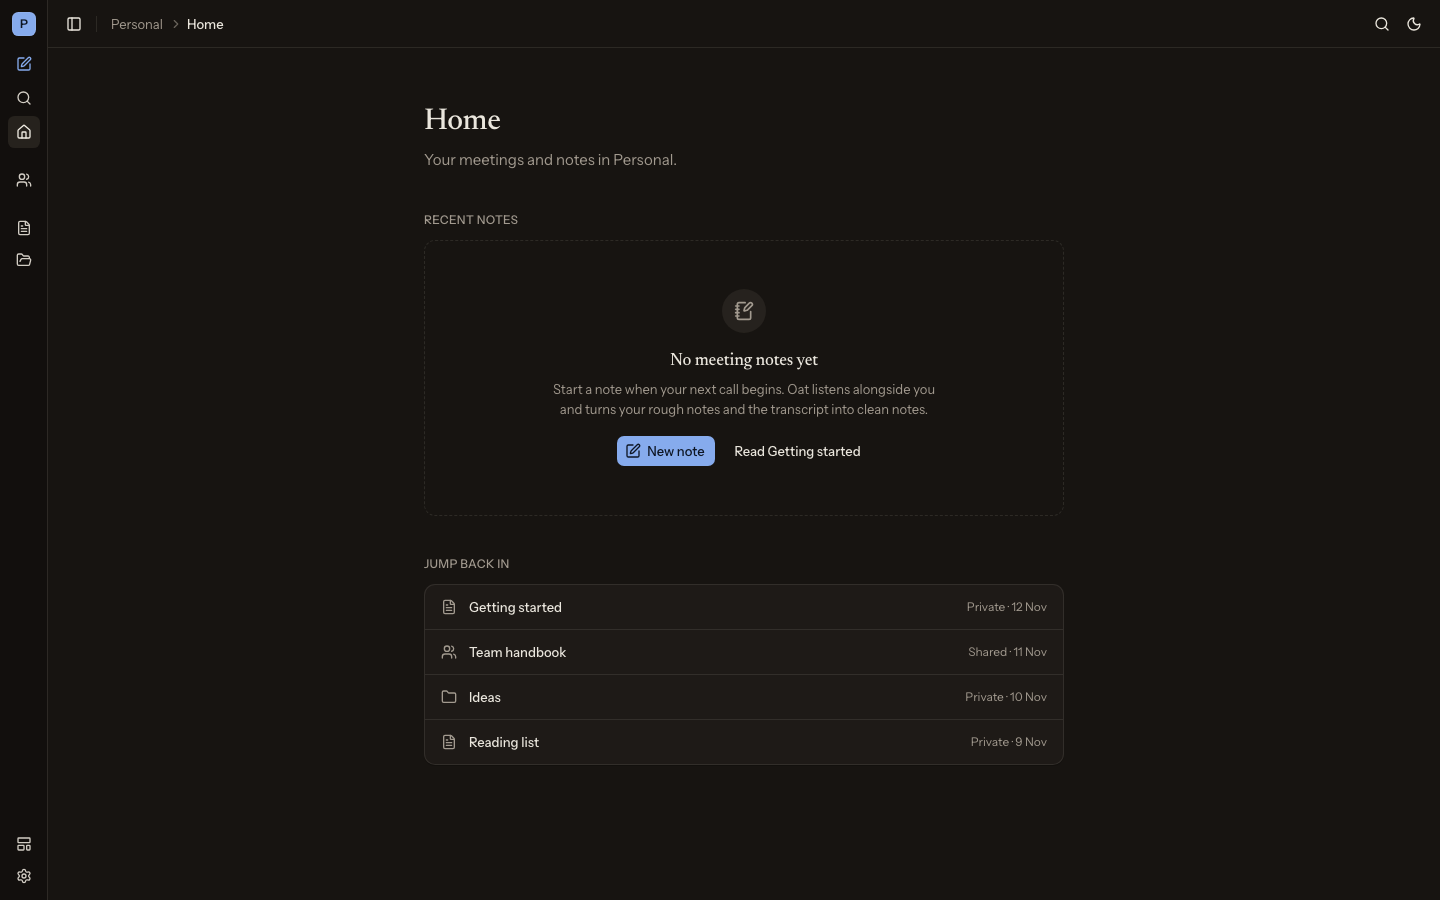 P
Personal
Home
Home
Your meetings and notes in Personal.
RECENT NOTES
No meeting notes yet
Start a note when your next call begins. Oat listens alongside you
and turns your rough notes and the transcript into clean notes.
New note
Read Getting started
JUMP BACK IN
Getting started
Private · 12 Nov
Team handbook
Shared · 11 Nov
Ideas
Private · 10 Nov
Reading list
Private · 9 Nov